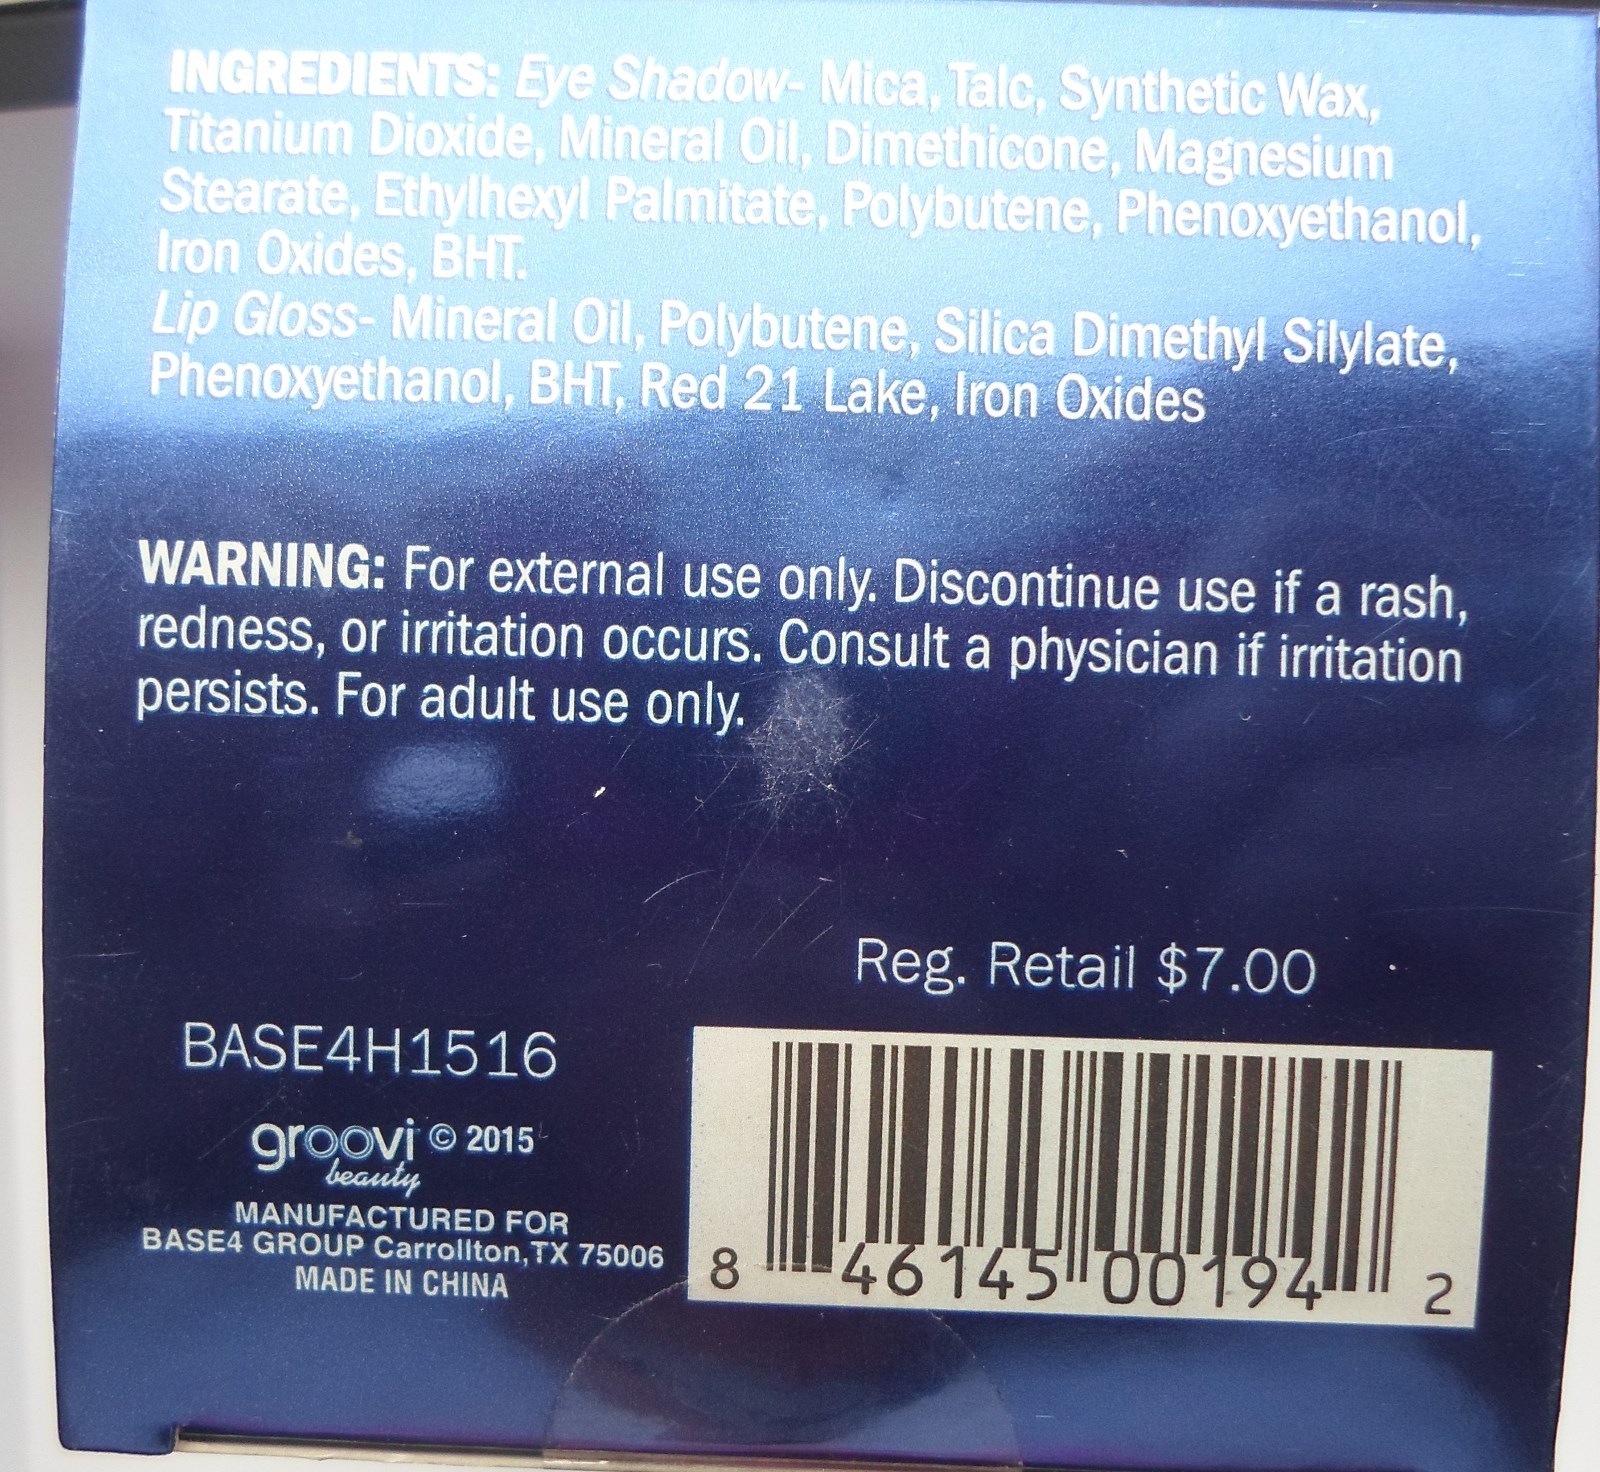 INGREDIENTS: Eye Shadow- Mica, Talc, Synthetic Wax,
Titanium Dioxide, Mineral Oil, Dimethicone, Magnesium
Stearate, Ethylhexyl Palmitate, Polybutene, Phenoxyethanol,
Iron Oxides, BHT.
Lip Gloss- Mineral Oil, Polybutene, Silica Dimethyl Silylate,
Phenoxyethanol, BHT, Red 21 Lake, Iron Oxides
WARNING: For external use only. Discontinue use if a rash,
redness, or irritation occurs. Consult a physician if irritation
persists. For adult use only.
Reg. Retail $7.00
BASE4H1516
groovi © 2015
beauty
MANUFACTURED FOR
BASE4 GROUP Carrollton,TX 75006
MADE IN CHINA
8 46145 00194 2